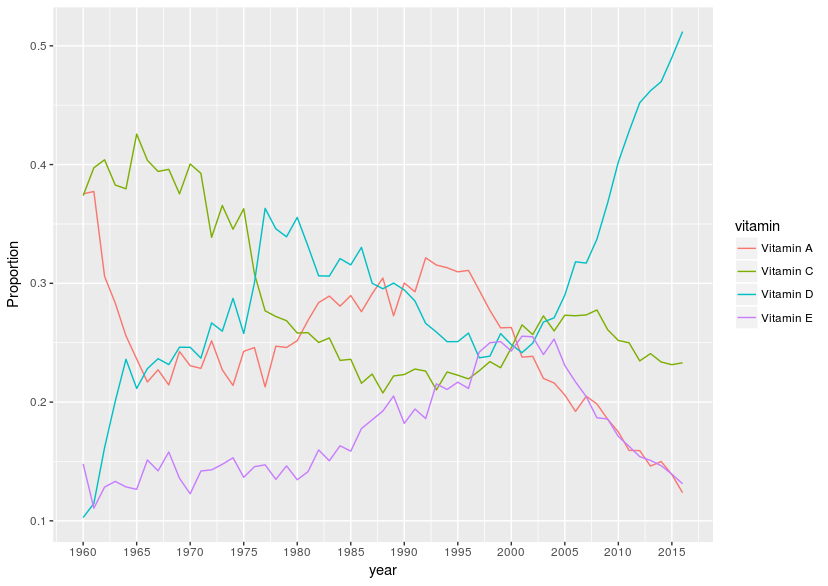 0.5
0.4
0.3
0.2
0.1
Proportion
1960 1965 1970 1975 1980 1985 1990 1995 2000 2005 2010 2015
year
vitamin
Vitamin A
Vitamin C
Vitamin D
Vitamin E